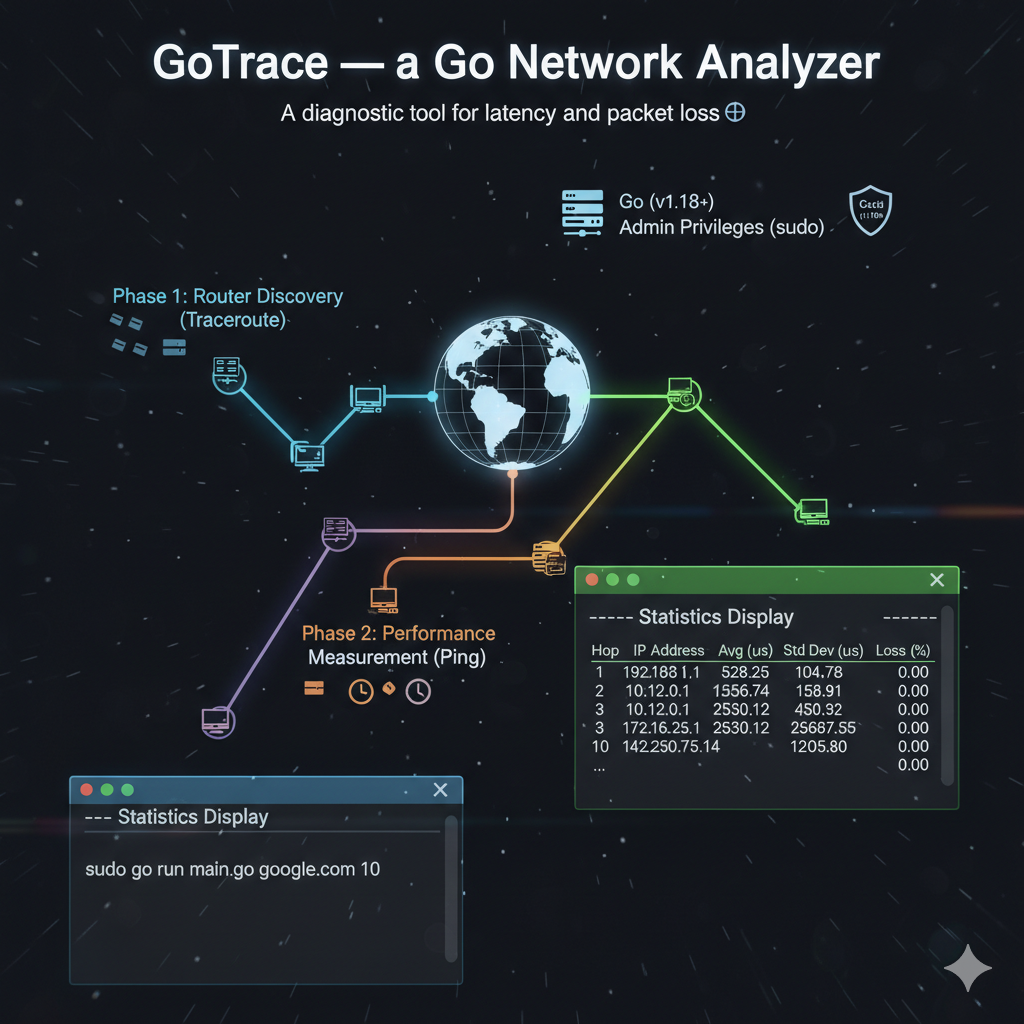 GoTrace — a Go Network Analyzer
A diagnostic tool for latency and packet loss
Go (v1.18+)
Admin Privileges (sudo)
Phase 1: Router Discovery
(Traceroute)
Phase 2: Performance
Measurement (Ping)
----- Statistics Display ------
Hop IP Address Avg (us) Std Dev (us) Loss (%)
1 192.188 1.1 528.25 104.78 0.00
2 10.12.0.1 1556.74 158.91 0.00
3 10.12.0.1 2550.12 450.92 0.00
3 172.16.25.1 2530.12 25687.55 0.00
10 142.250.75.14 1205.80 0.00
... 0.00
--- Statistics Display
sudo go run main.go google.com 10